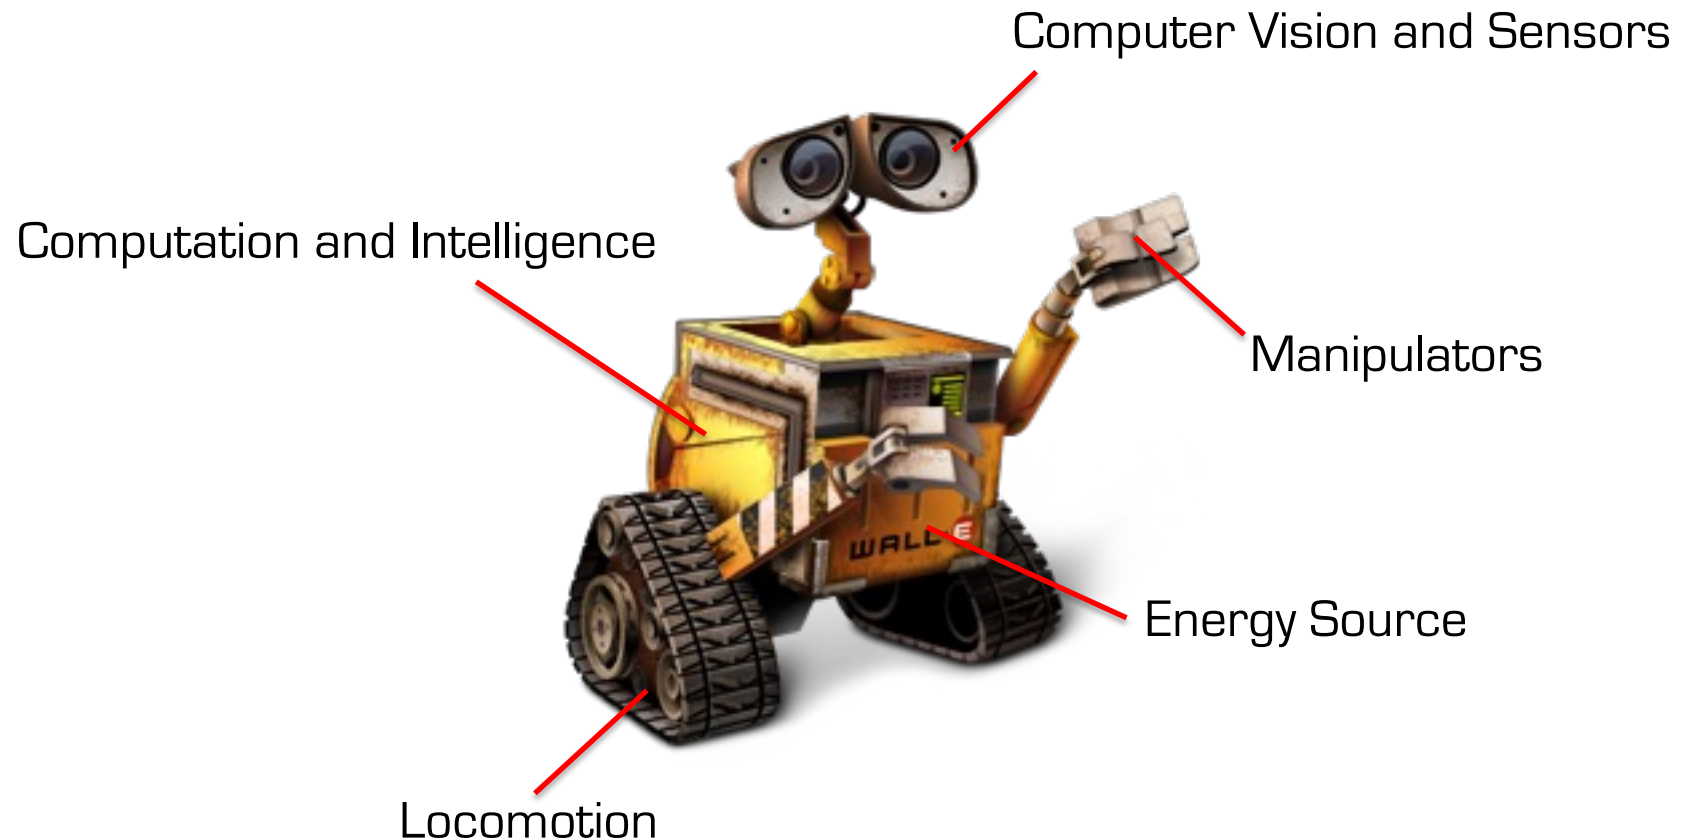 Computer Vision and Sensors
Computation and Intelligence
Manipulators
WALL•E
Energy Source
Locomotion